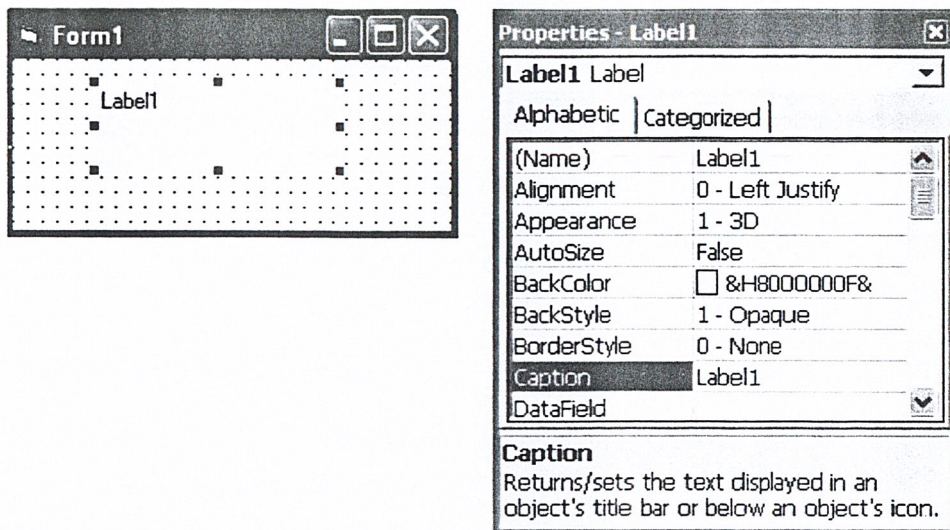 Form1
Label1
Properties - Label1
Label1 Label
Alphabetic Categorized
(Name) Label1
Alignment 0 - Left Justify
Appearance 1 - 3D
AutoSize False
BackColor &H8000000F&
BackStyle 1 - Opaque
BorderStyle 0 - None
Caption Label1
DataField
Caption
Returns/sets the text displayed in an
object's title bar or below an object's icon.